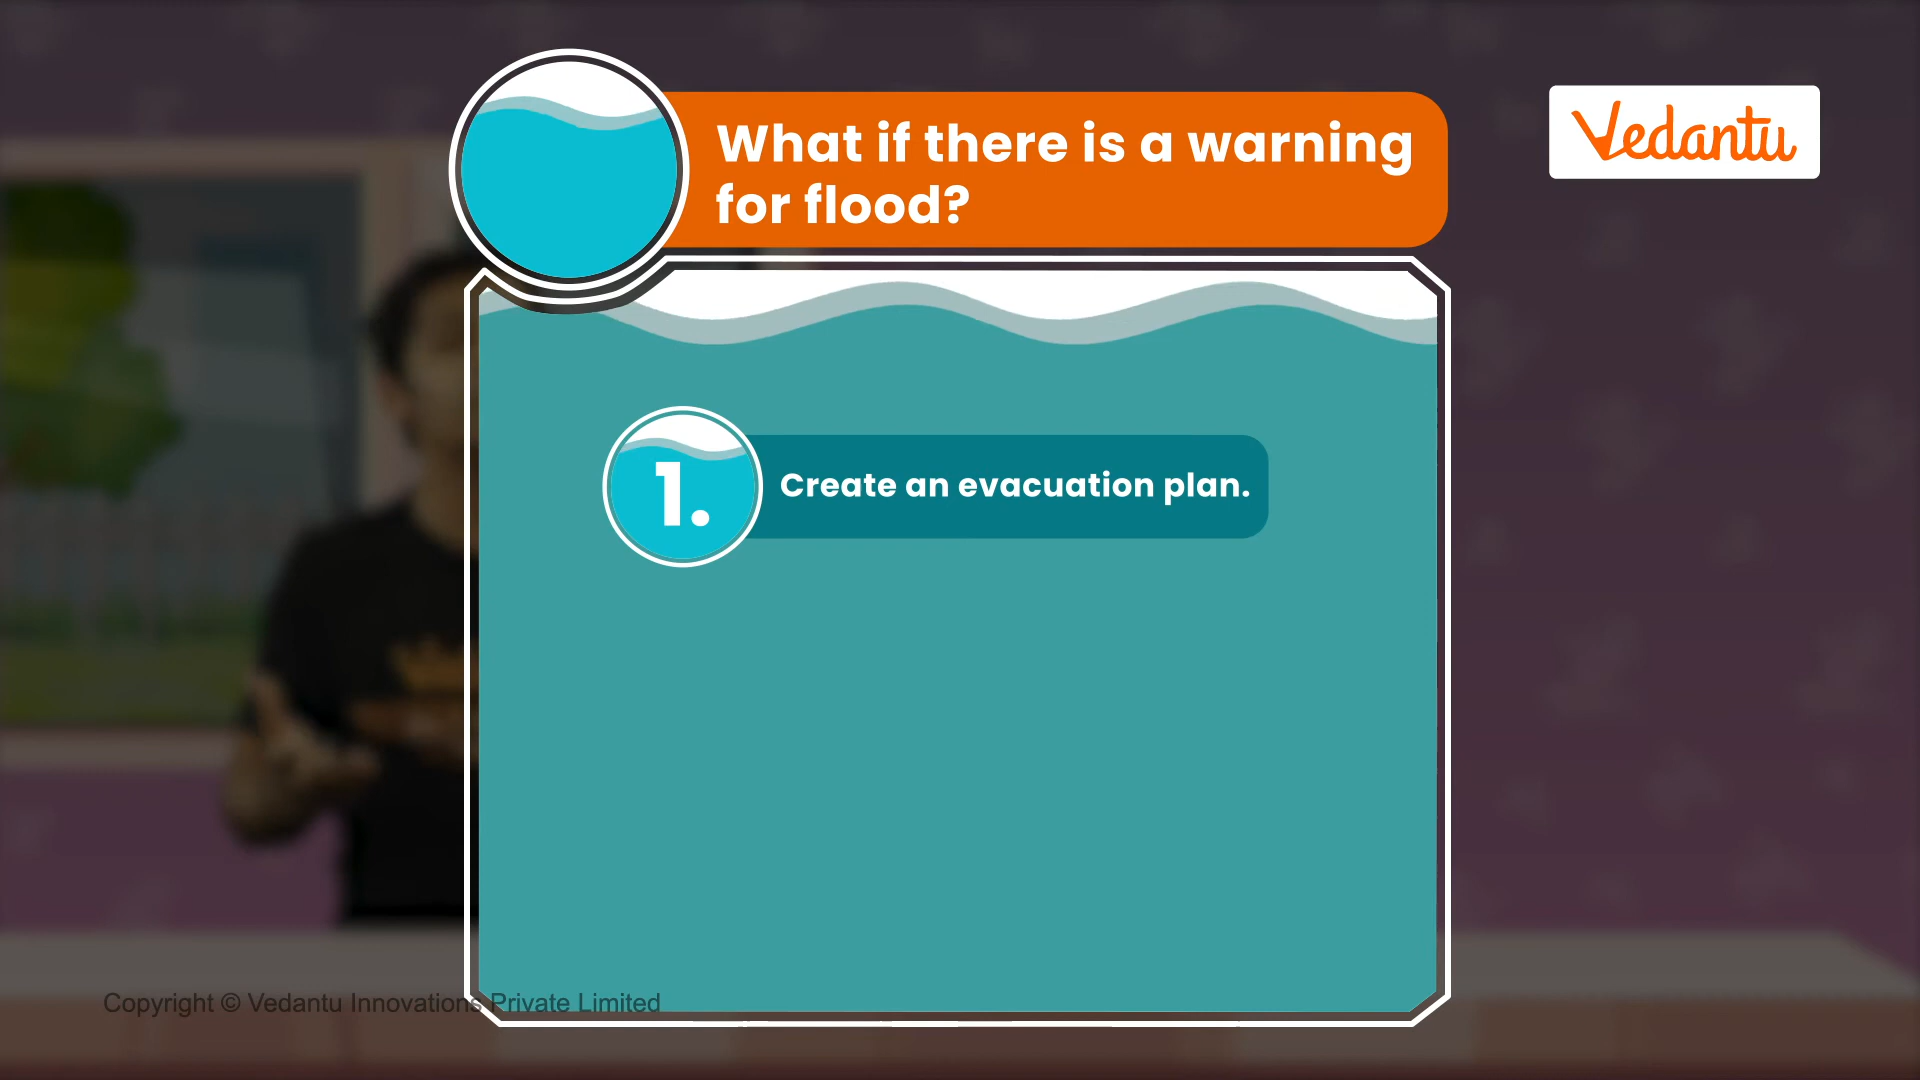 What if there is a warning
for flood?
Vedantu
1.
Create an evacuation plan.
Copyright © Vedantu Innovations Private Limited